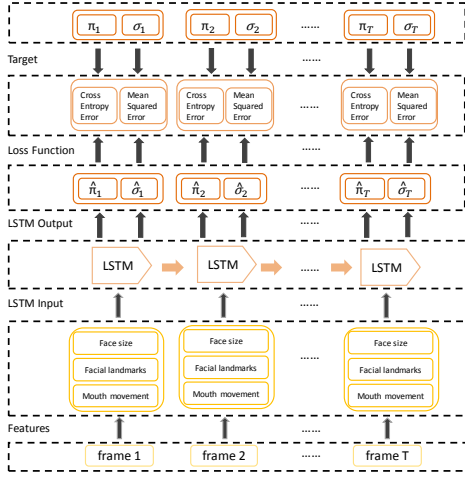 π1 σ1 π2 σ2 ...... πT σT
Target ......
Cross Entropy Error Mean Squared Error Cross Entropy Error Mean Squared Error ...... Cross Entropy Error Mean Squared Error
Loss Function ......
π̂1 σ̂1 π̂2 σ̂2 ...... π̂T σ̂T
LSTM Output ......
LSTM LSTM ...... LSTM
LSTM Input ......
Face size Face size Face size
Facial landmarks Facial landmarks ...... Facial landmarks
Mouth movement Mouth movement Mouth movement
Features ......
frame 1 frame 2 ...... frame T